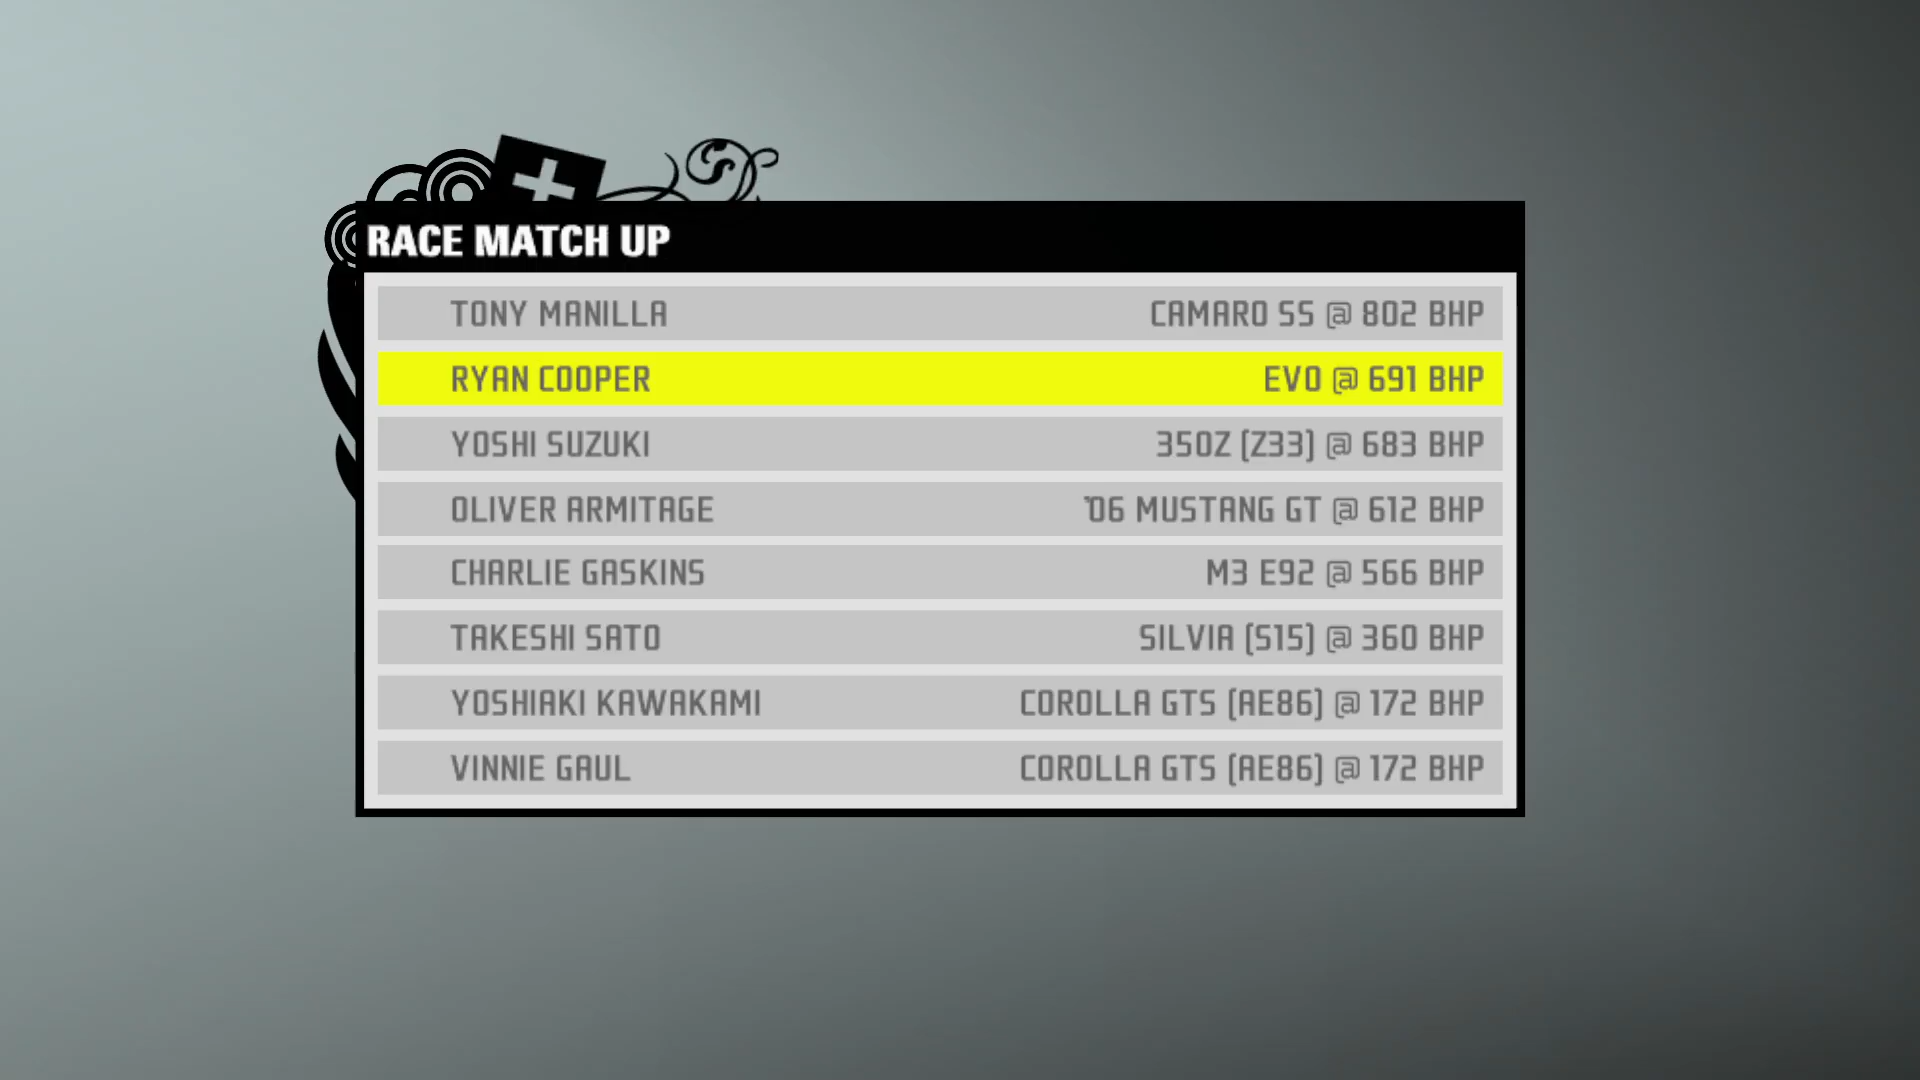 RACE MATCH UP
TONY MANILLA CAMARO SS @ 802 BHP
RYAN COOPER EVO @ 691 BHP
YOSHI SUZUKI 350Z (Z33) @ 683 BHP
OLIVER ARMITAGE '06 MUSTANG GT @ 612 BHP
CHARLIE GASKINS M3 E92 @ 566 BHP
TAKESHI SATO SILVIA (S15) @ 360 BHP
YOSHIAKI KAWAKAMI COROLLA GTS (AE86) @ 172 BHP
VINNIE GAUL COROLLA GTS (AE86) @ 172 BHP